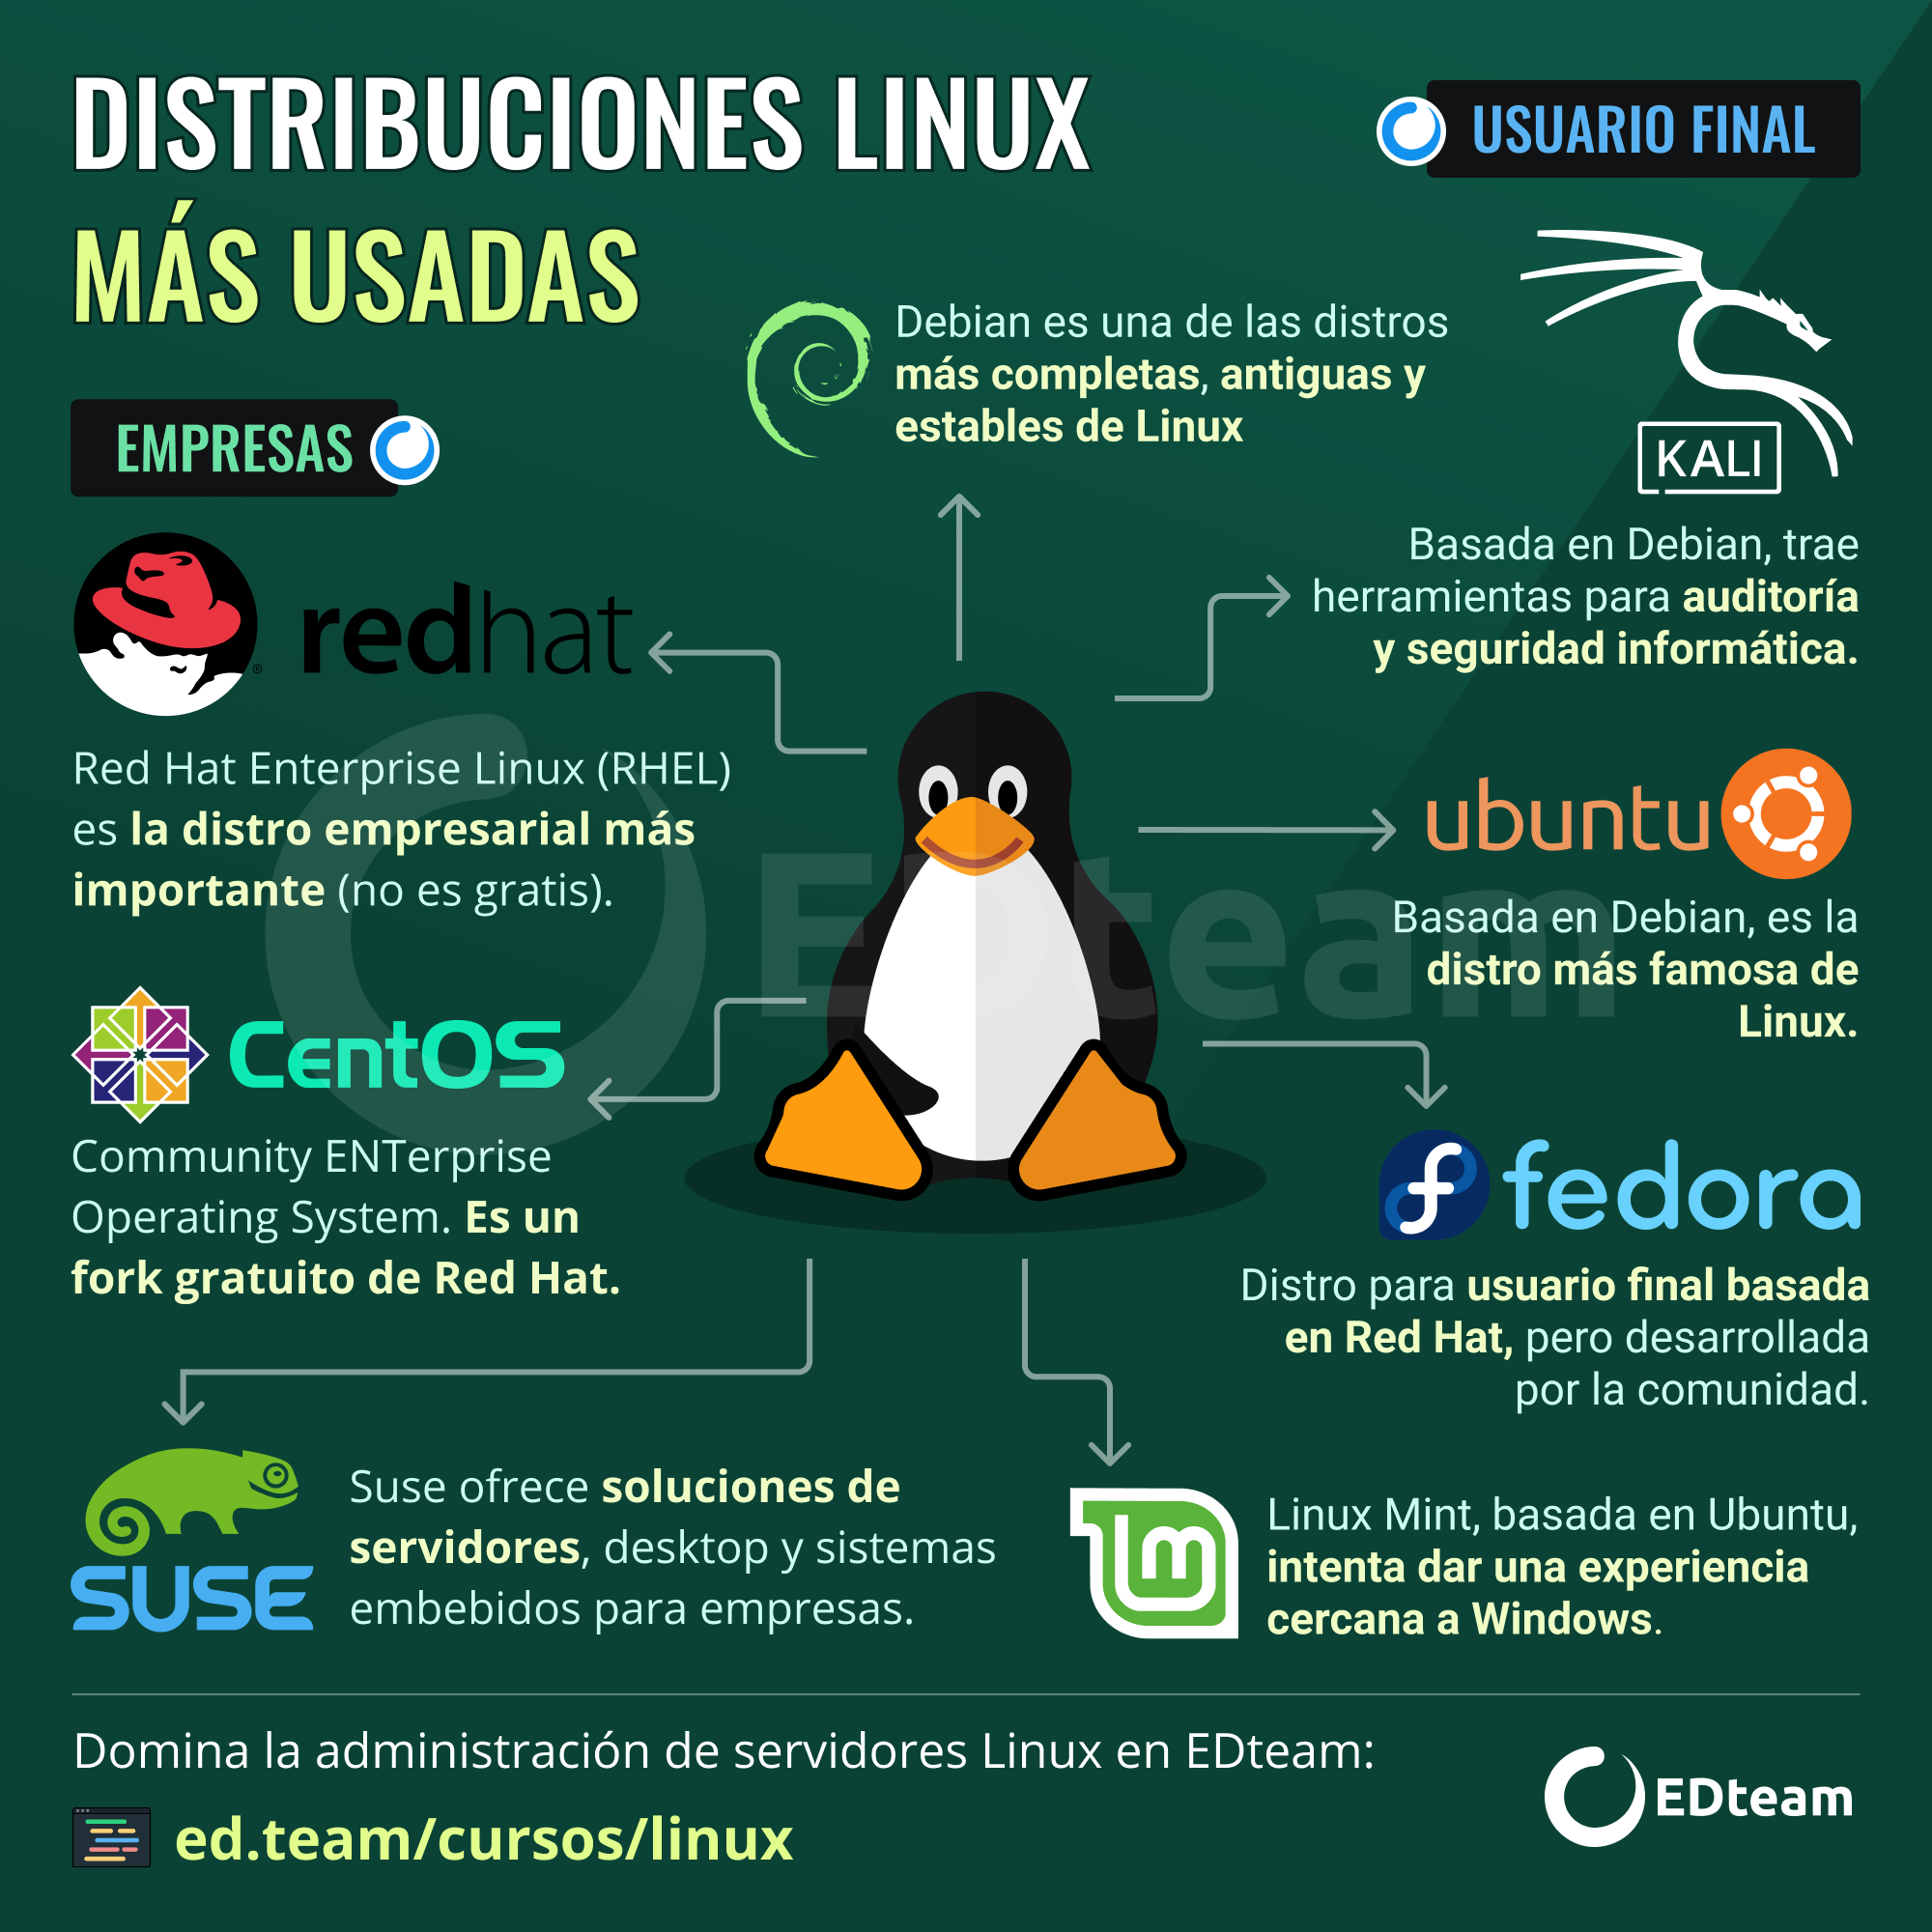 DISTRIBUCIONES LINUX
MÁS USADAS
USUARIO FINAL
EMPRESAS
Debian es una de las distros
más completas, antiguas y
estables de Linux
KALI
Basada en Debian, trae
herramientas para auditoría
y seguridad informática.
redhat
®
Red Hat Enterprise Linux (RHEL)
es la distro empresarial más
importante (no es gratis).
ubuntu
Basada en Debian, es la
distro más famosa de
Linux.
EDteam
CentOS
Community ENTerprise
Operating System. Es un
fork gratuito de Red Hat.
fedora
Distro para usuario final basada
en Red Hat, pero desarrollada
por la comunidad.
SUSE
Suse ofrece soluciones de
servidores, desktop y sistemas
embebidos para empresas.
lm
Linux Mint, basada en Ubuntu,
intenta dar una experiencia
cercana a Windows.
Domina la administración de servidores Linux en EDteam:
ed.team/cursos/linux
EDteam